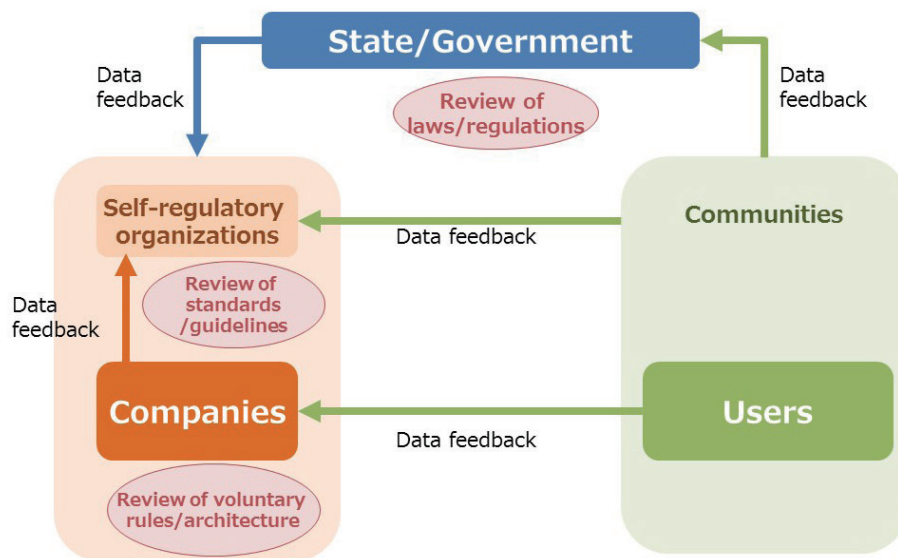 State/Government
Data
feedback
Data
feedback
Review of
laws/regulations
Self-regulatory
organizations
Communities
Data feedback
Review of
standards
/guidelines
Data
feedback
Companies
Users
Data feedback
Review of voluntary
rules/architecture